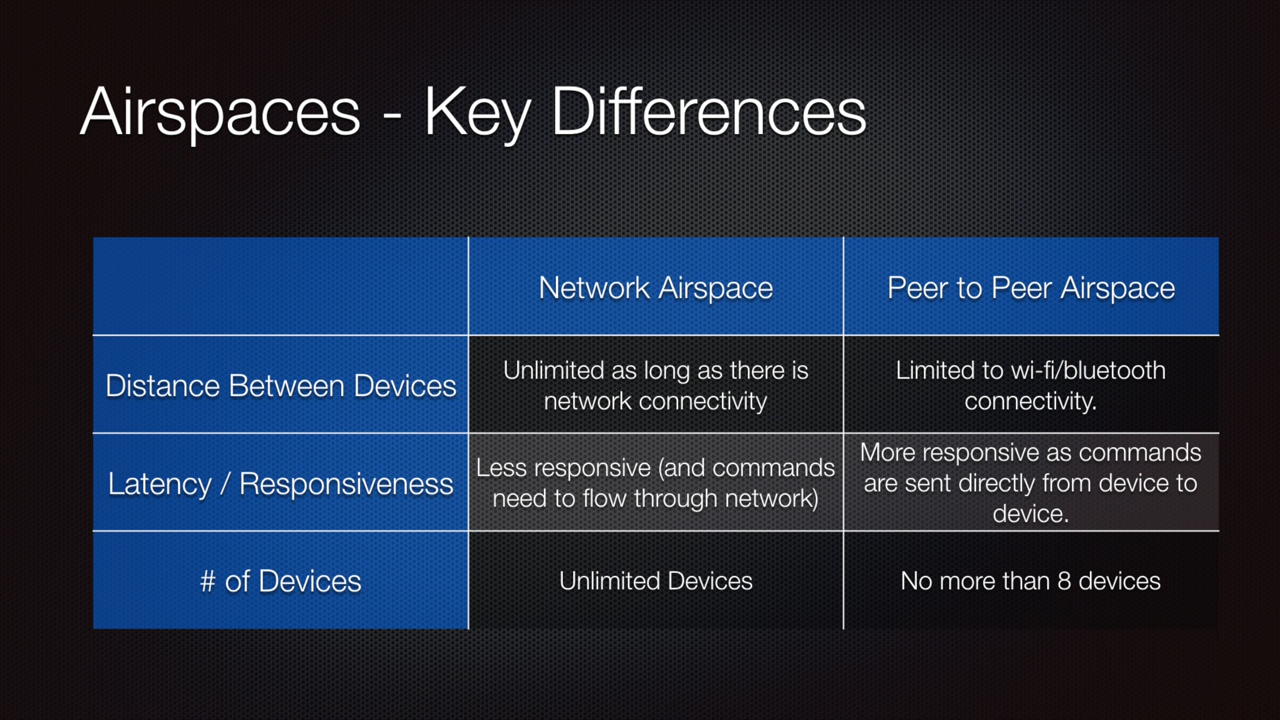 Airspaces - Key Differences
Network Airspace
Peer to Peer Airspace
Distance Between Devices
Unlimited as long as there is
network connectivity
Limited to wi-fi/bluetooth
connectivity.
Latency / Responsiveness
Less responsive (and commands
need to flow through network)
More responsive as commands
are sent directly from device to
device.
# of Devices
Unlimited Devices
No more than 8 devices